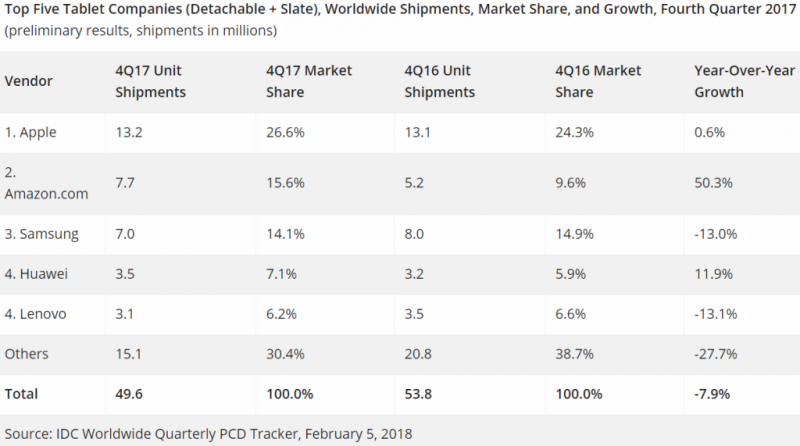 Top Five Tablet Companies (Detachable + Slate), Worldwide Shipments, Market Share, and Growth, Fourth Quarter 2017
(preliminary results, shipments in millions)
Vendor 4Q17 Unit Shipments 4Q17 Market Share 4Q16 Unit Shipments 4Q16 Market Share Year-Over-Year Growth
1. Apple 13.2 26.6% 13.1 24.3% 0.6%
2. Amazon.com 7.7 15.6% 5.2 9.6% 50.3%
3. Samsung 7.0 14.1% 8.0 14.9% -13.0%
4. Huawei 3.5 7.1% 3.2 5.9% 11.9%
4. Lenovo 3.1 6.2% 3.5 6.6% -13.1%
Others 15.1 30.4% 20.8 38.7% -27.7%
Total 49.6 100.0% 53.8 100.0% -7.9%
Source: IDC Worldwide Quarterly PCD Tracker, February 5, 2018